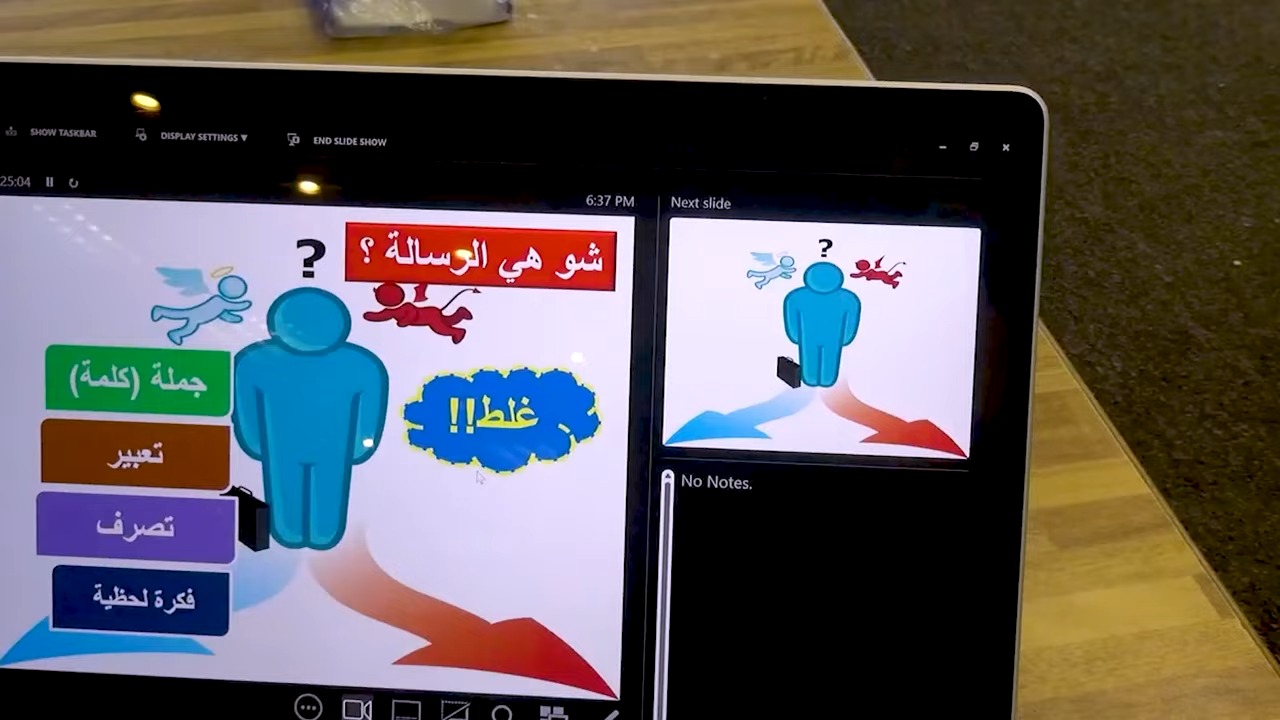 SHOW TASKBAR
DISPLAY SETTINGS ▼
END SLIDE SHOW
25:04
6:37 PM
Next slide
شو هي الرسالة ؟
?
?
جملة (كلمة)
غلط!!
تعبير
تصرف
فكرة لحظية
No Notes.